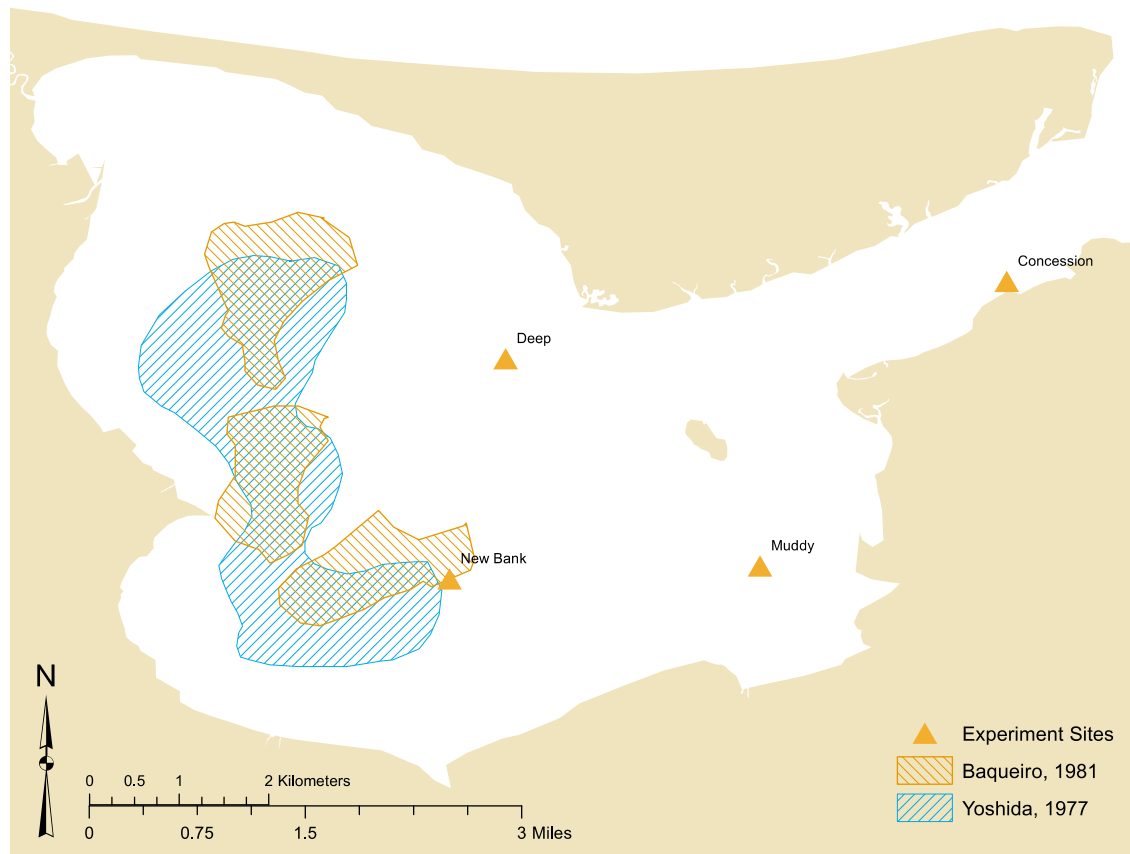 Concession
Deep
Muddy
New Bank
N
0 0.5 1 2 Kilometers
0 0.75 1.5 3 Miles
Experiment Sites
Baqueiro, 1981
Yoshida, 1977